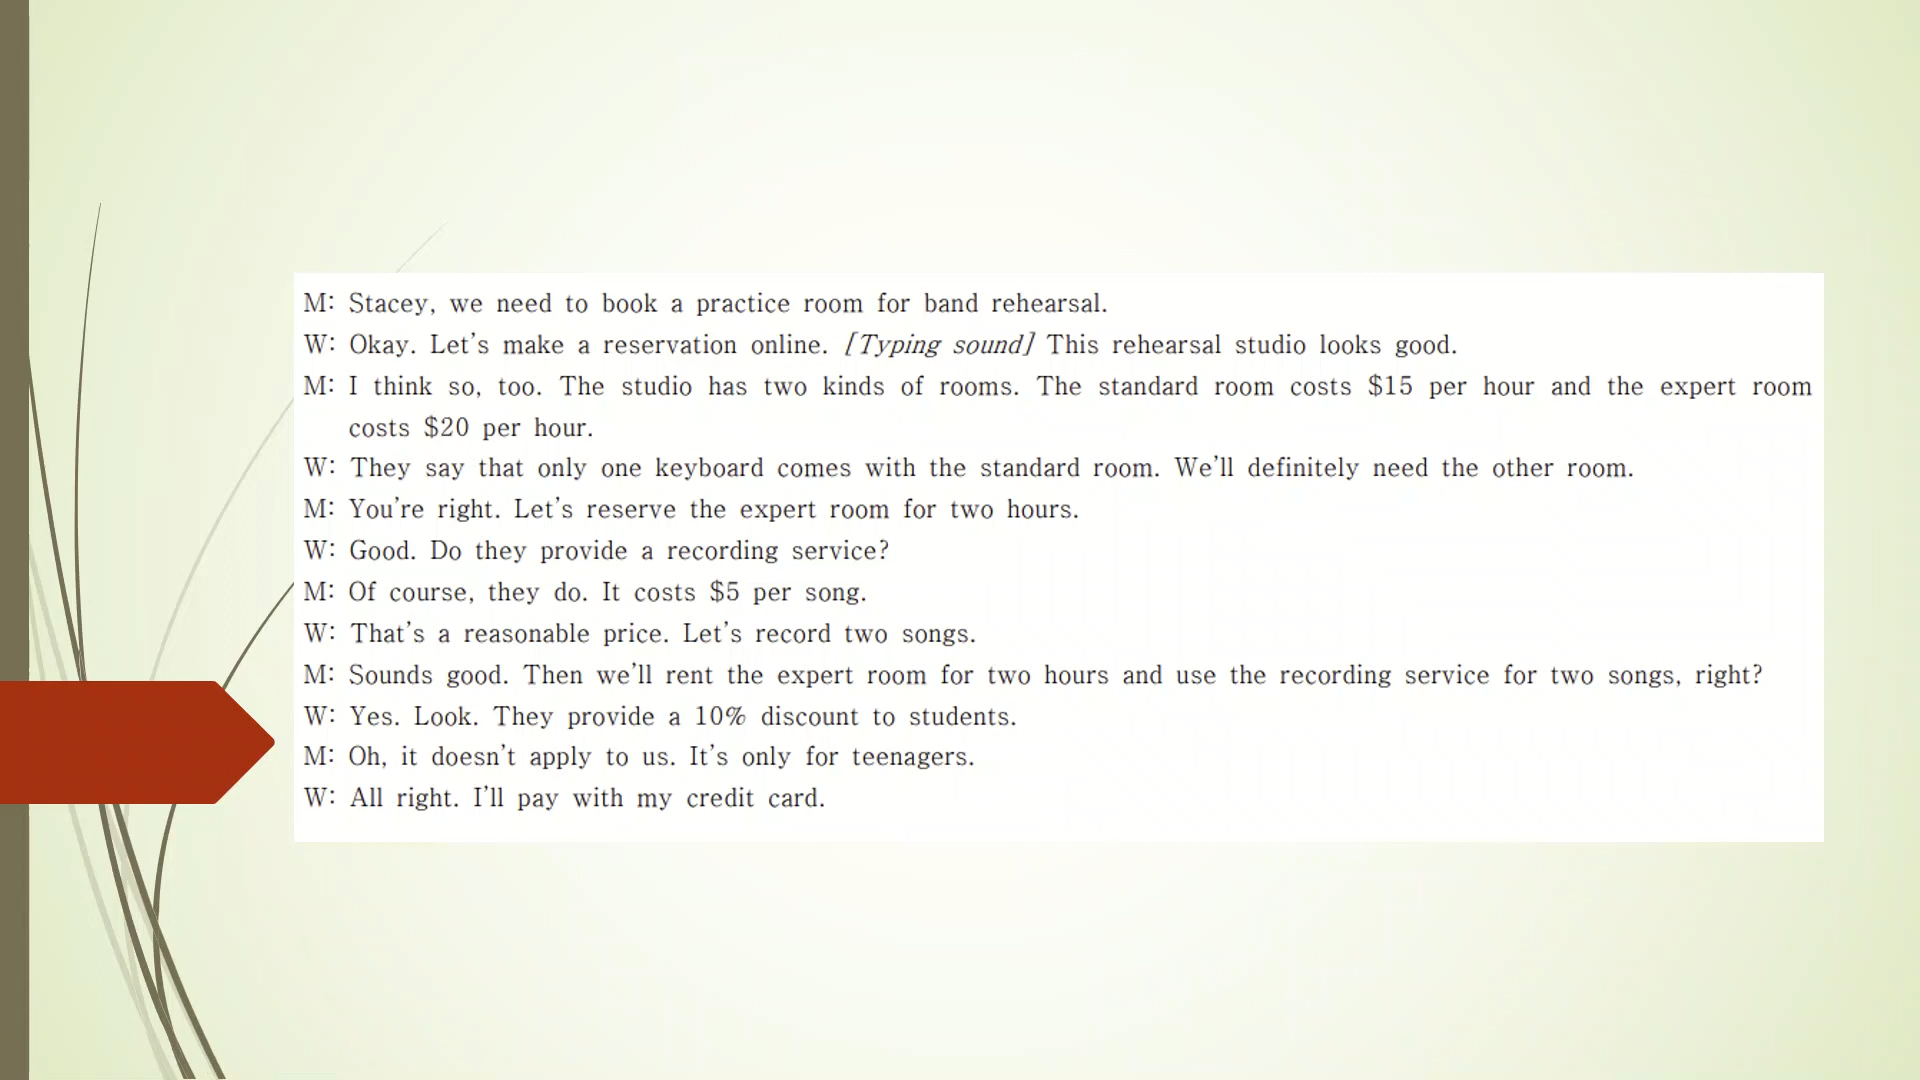 M: Stacey, we need to book a practice room for band rehearsal.
W: Okay. Let's make a reservation online. [Typing sound] This rehearsal studio looks good.
M: I think so, too. The studio has two kinds of rooms. The standard room costs $15 per hour and the expert room
costs $20 per hour.
W: They say that only one keyboard comes with the standard room. We'll definitely need the other room.
M: You're right. Let's reserve the expert room for two hours.
W: Good. Do they provide a recording service?
M: Of course, they do. It costs $5 per song.
W: That's a reasonable price. Let's record two songs.
M: Sounds good. Then we'll rent the expert room for two hours and use the recording service for two songs, right?
W: Yes. Look. They provide a 10% discount to students.
M: Oh, it doesn't apply to us. It's only for teenagers.
W: All right. I'll pay with my credit card.